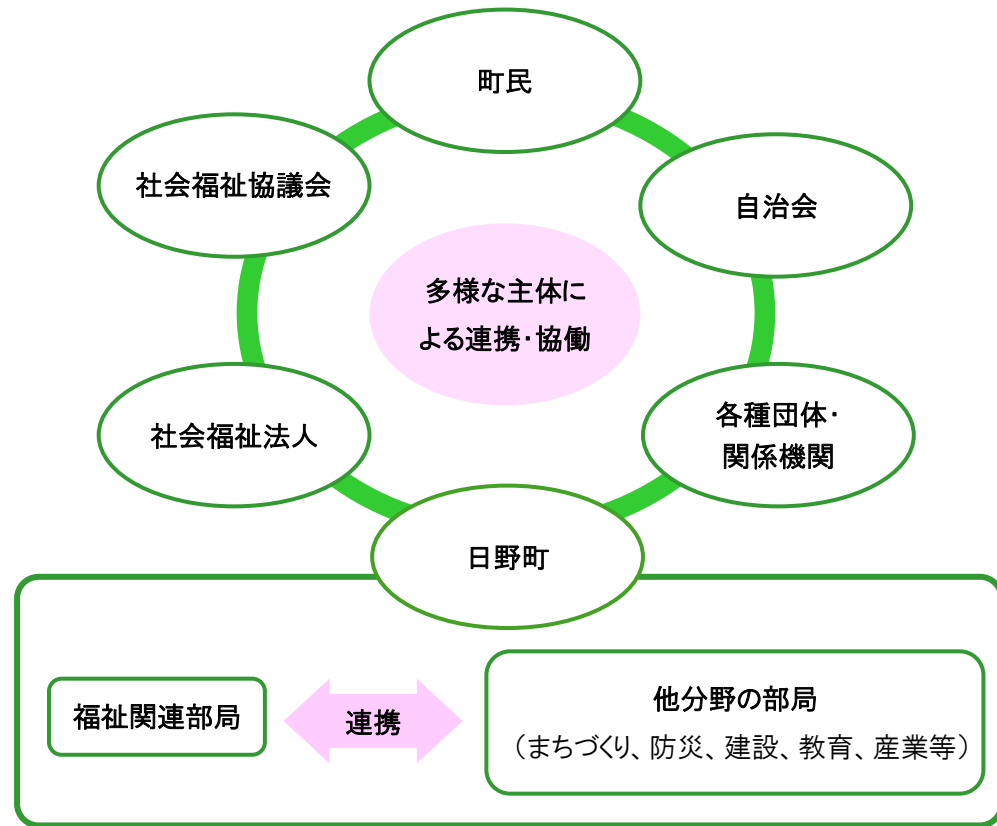 町民
社会福祉協議会
自治会
多様な主体に
よる連携・協働
社会福祉法人
各種団体・
関係機関
日野町
福祉関連部局
連携
他分野の部局
（まちづくり、防災、建設、教育、産業等）